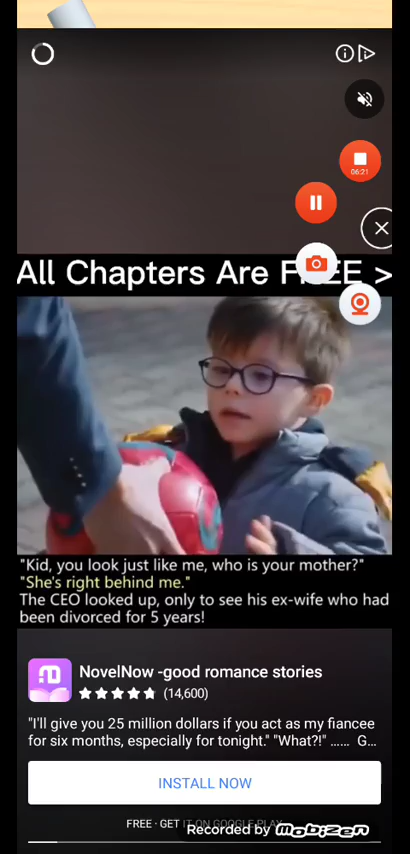 06:21
All Chapters Are FREE >
"Kid, you look just like me, who is your mother?"
"She's right behind me."
The CEO looked up, only to see his ex-wife who had
been divorced for 5 years!
NovelNow -good romance stories
(14,600)
"I'll give you 25 million dollars if you act as my fiancee
for six months, especially for tonight." "What?!" ...... G...
INSTALL NOW
FREE · GET IT ON GOOGLE PLAY
Recorded by mobizen